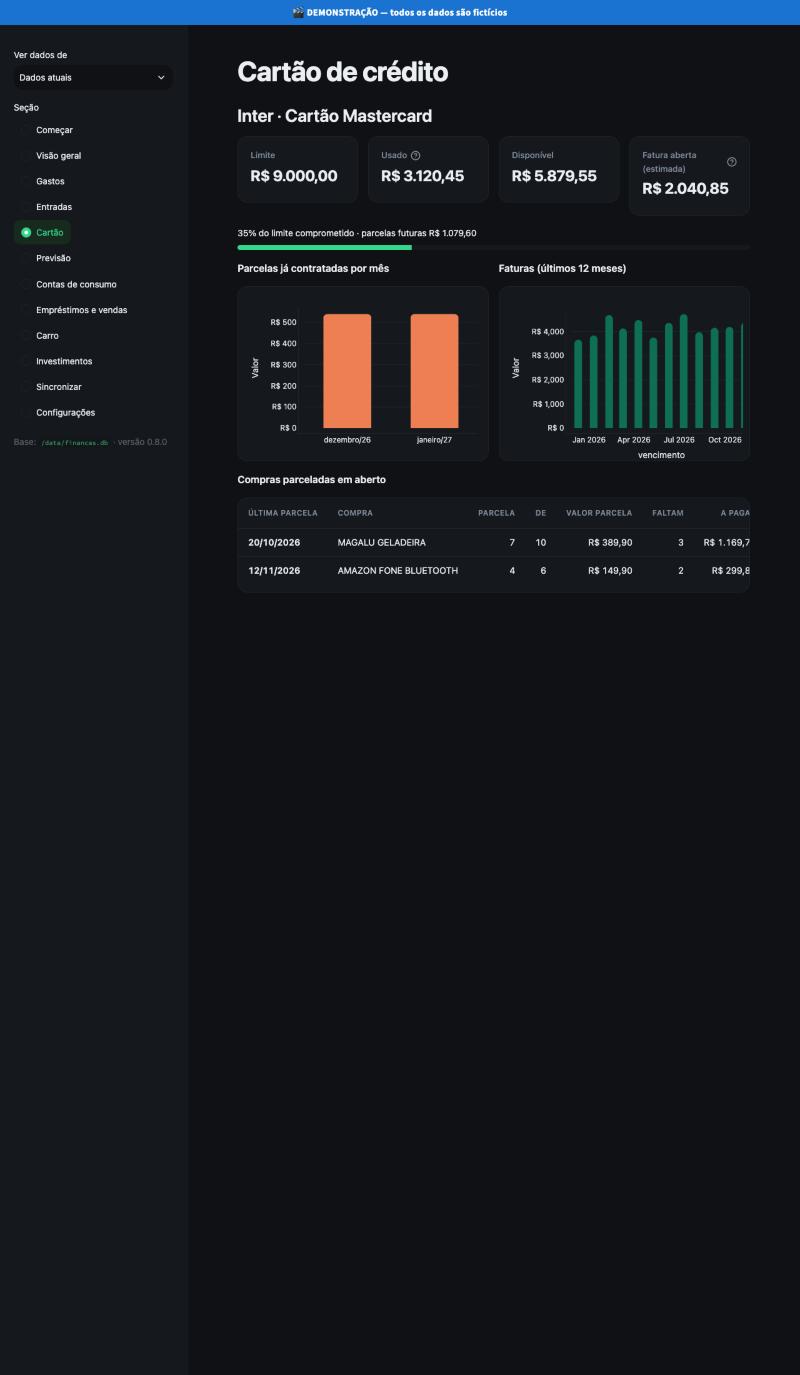 🎬 DEMONSTRAÇÃO — todos os dados são fictícios
Ver dados de
Dados atuais
Seção
Começar
Visão geral
Gastos
Entradas
Cartão
Previsão
Contas de consumo
Empréstimos e vendas
Carro
Investimentos
Sincronizar
Configurações
Base: /data/financas.db · versão 0.8.0
Cartão de crédito
Inter · Cartão Mastercard
Limite
R$ 9.000,00
Usado
R$ 3.120,45
Disponível
R$ 5.879,55
Fatura aberta
(estimada)
R$ 2.040,85
35% do limite comprometido · parcelas futuras R$ 1.079,60
Parcelas já contratadas por mês
Valor
R$ 500
R$ 400
R$ 300
R$ 200
R$ 100
R$ 0
dezembro/26 janeiro/27
Faturas (últimos 12 meses)
Valor
R$ 4,000
R$ 3,000
R$ 2,000
R$ 1,000
R$ 0
Jan 2026 Apr 2026 Jul 2026 Oct 2026
vencimento
Compras parceladas em aberto
ÚLTIMA PARCELA COMPRA PARCELA DE VALOR PARCELA FALTAM A PAGA
20/10/2026 MAGALU GELADEIRA 7 10 R$ 389,90 3 R$ 1.169,7
12/11/2026 AMAZON FONE BLUETOOTH 4 6 R$ 149,90 2 R$ 299,8